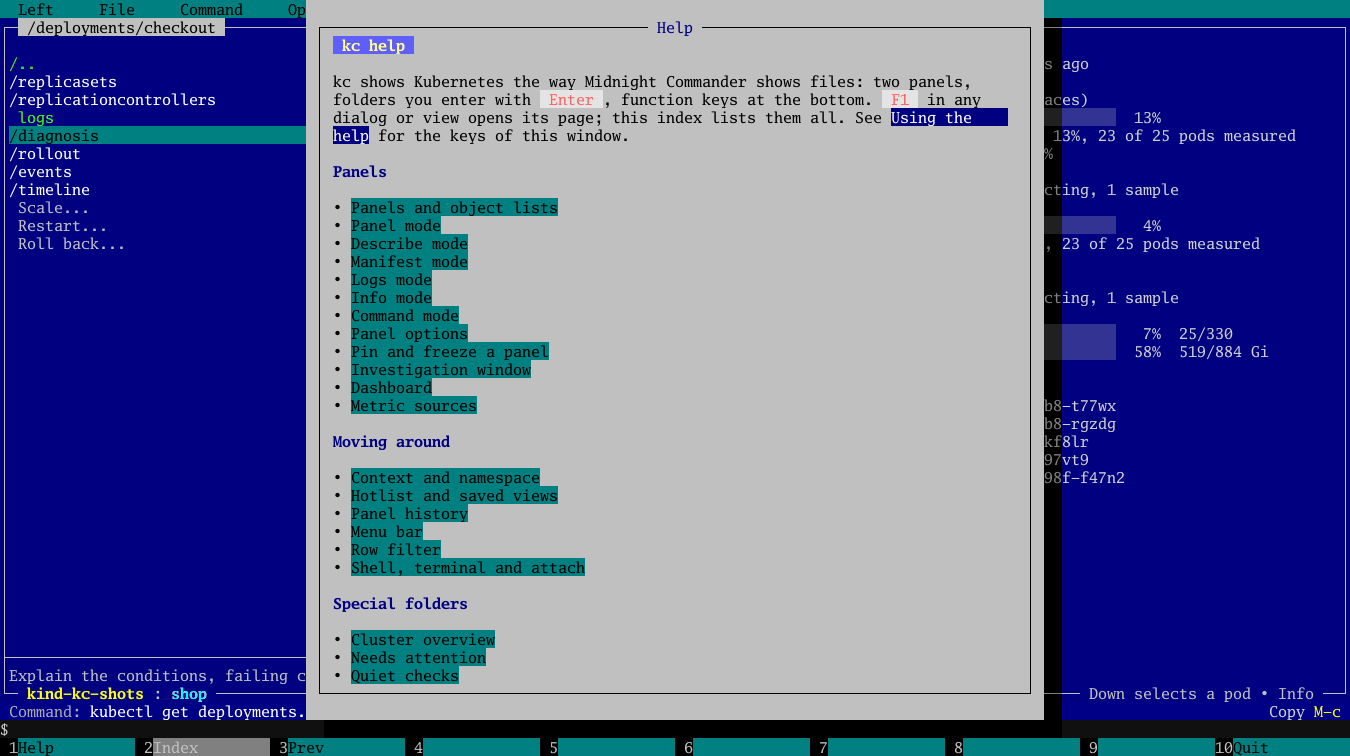 Left File Command Op
/deployments/checkout
Help
kc help
/..
s ago
/replicasets
kc shows Kubernetes the way Midnight Commander shows files: two panels,
/replicationcontrollers
folders you enter with Enter , function keys at the bottom. F1 in any
aces)
logs
dialog or view opens its page; this index lists them all. See Using the
13%
/diagnosis
help for the keys of this window.
13%, 23 of 25 pods measured
/rollout
%
/events
Panels
/timeline
cting, 1 sample
Scale...
• Panels and object lists
Restart...
• Panel mode
4%
Roll back...
• Describe mode
, 23 of 25 pods measured
• Manifest mode
• Logs mode
• Info mode
cting, 1 sample
• Command mode
• Panel options
7% 25/330
• Pin and freeze a panel
58% 519/884 Gi
• Investigation window
• Dashboard
• Metric sources
b8-t77wx
b8-rgzdg
Moving around
kf8lr
97vt9
• Context and namespace
98f-f47n2
• Hotlist and saved views
• Panel history
• Menu bar
• Row filter
• Shell, terminal and attach
Special folders
• Cluster overview
• Needs attention
• Quiet checks
Explain the conditions, failing c
kind-kc-shots : shop
Down selects a pod • Info
Command: kubectl get deployments.
Copy M-c
$
1Help 2Index 3Prev 4 5 6 7 8 9 10Quit